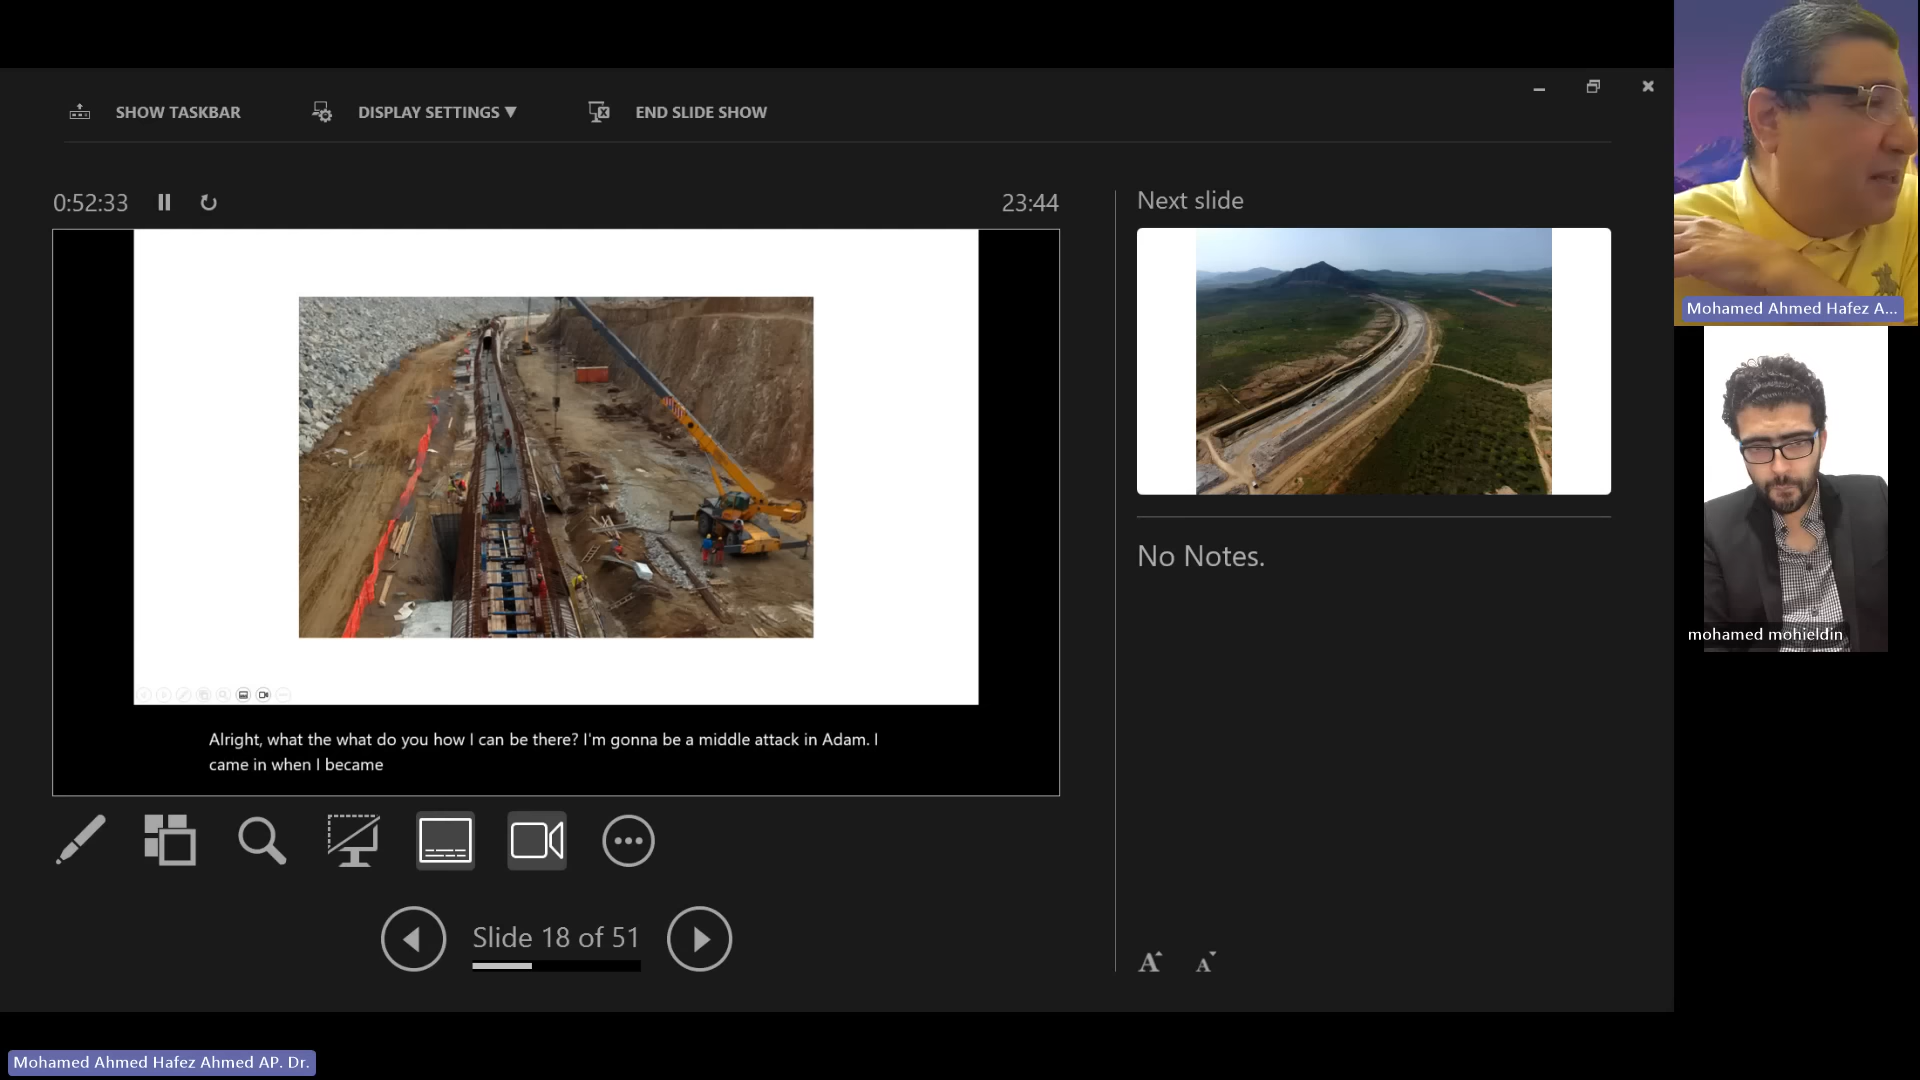 SHOW TASKBAR
DISPLAY SETTINGS ▼
END SLIDE SHOW
0:52:33
23:44
Next slide
Alright, what the what do you how I can be there? I'm gonna be a middle attack in Adam. I
came in when I became
No Notes.
Slide 18 of 51
A A
Mohamed Ahmed Hafez A...
mohamed mohieldin
Mohamed Ahmed Hafez Ahmed AP. Dr.